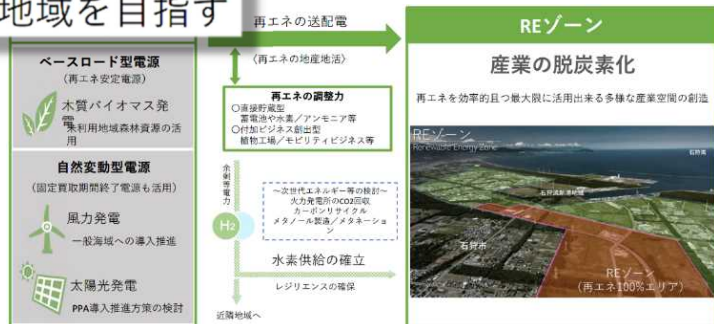 地域を目指す
ベースロード型電源
(再エネ安定電源)
木質バイオマス発
電
未利用地域森林資源の活
用
自然変動型電源
(固定買取期間終了電源も活用)
風力発電
一般海域への導入推進
太陽光発電
PPA導入推進方策の検討
再エネの送配電
〈再エネの地産地活〉
再エネの調整力
○直接貯蔵型
蓄電池や水素/アンモニア等
○付加ビジネス創出型
植物工場/モビリティビジネス等
余剰等電力
H2
~次世代エネルギー等の検討~
火力発電所のCO2回収
カーボンリサイクル
メタノール製造/メタネーショ
ン
水素供給の確立
レジリエンスの確保
近隣地域へ
REゾーン
産業の脱炭素化
再エネを効率的且つ最大限に活用出来る多様な産業空間の創造
REゾーン
Renewable Energy Zone
石狩湾
石狩湾新港地域
石狩市
REゾーン
(再エネ100%エリア)